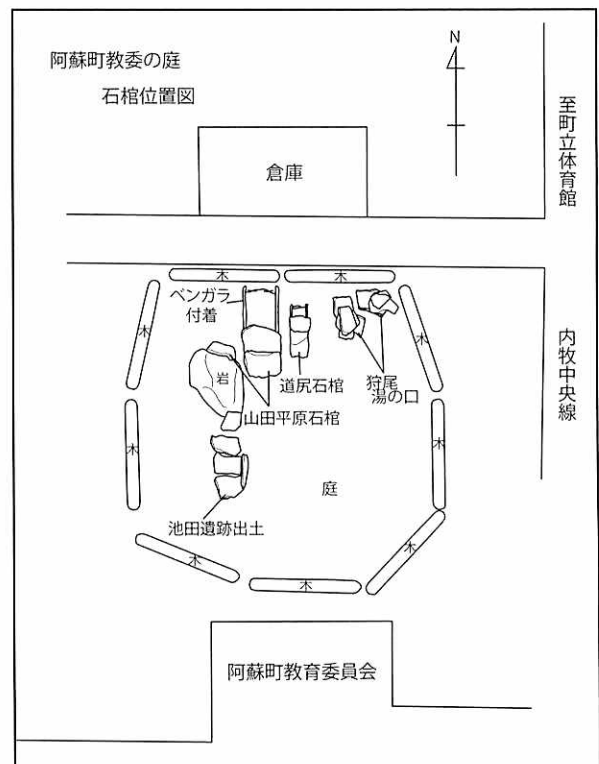 阿蘇町教委の庭
石棺位置図
N
至町立体育館
倉庫
木
木
ベンガラ
付着
木
木
内牧中央線
岩
道尻石棺
狩尾
湯の口
山田平原石棺
木
木
庭
池田遺跡出土
木
木
木
阿蘇町教育委員会